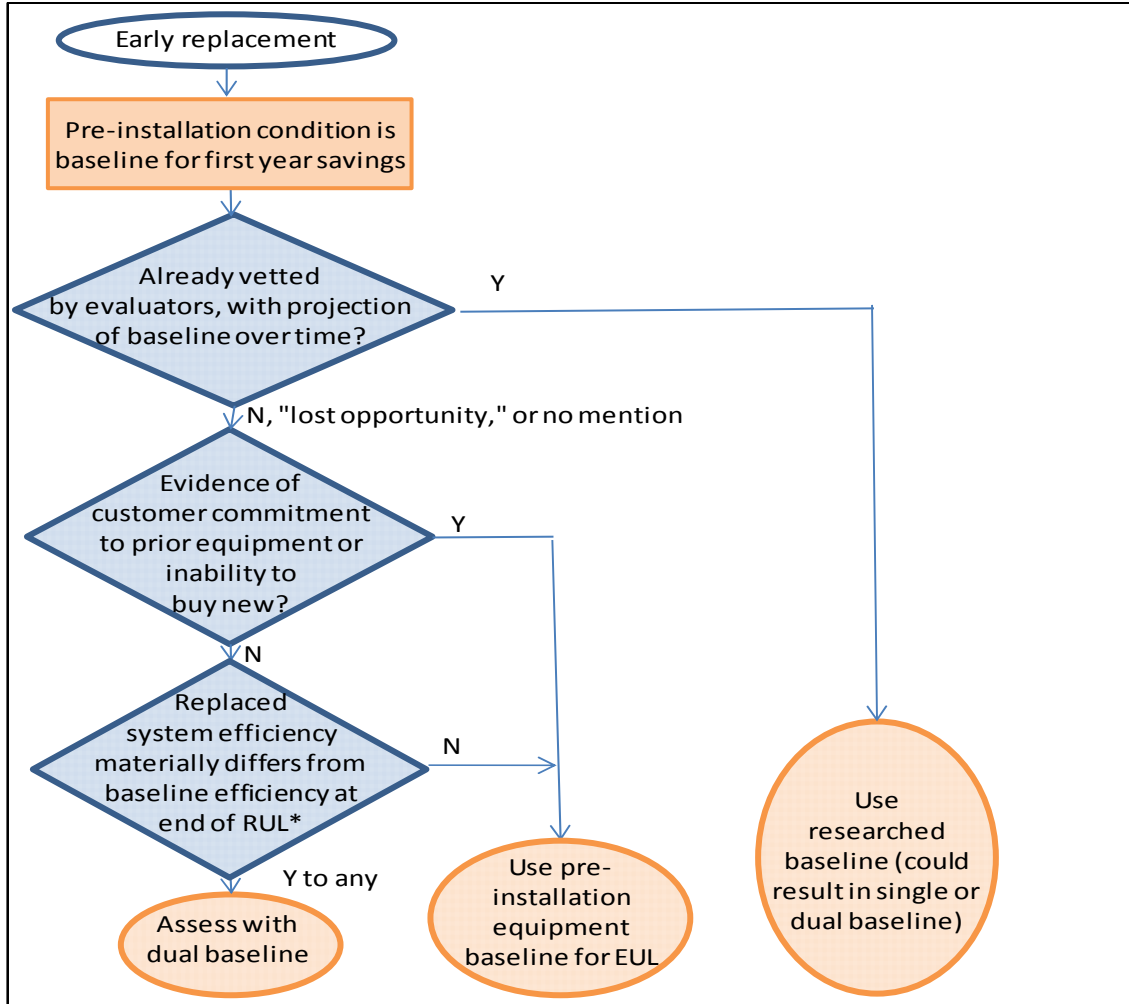 Early replacement
Pre-installation condition is
baseline for first year savings
Already vetted
by evaluators, with projection
of baseline over time?
Y
N, "lost opportunity," or no mention
Evidence of
customer commitment
to prior equipment or
inability to
buy new?
Y
N
Replaced
system efficiency
materially differs from
baseline efficiency at
end of RUL*
N
Y to any
Assess with
dual baseline
Use pre-
installation
equipment
baseline for EUL
Use
researched
baseline (could
result in single or
dual baseline)